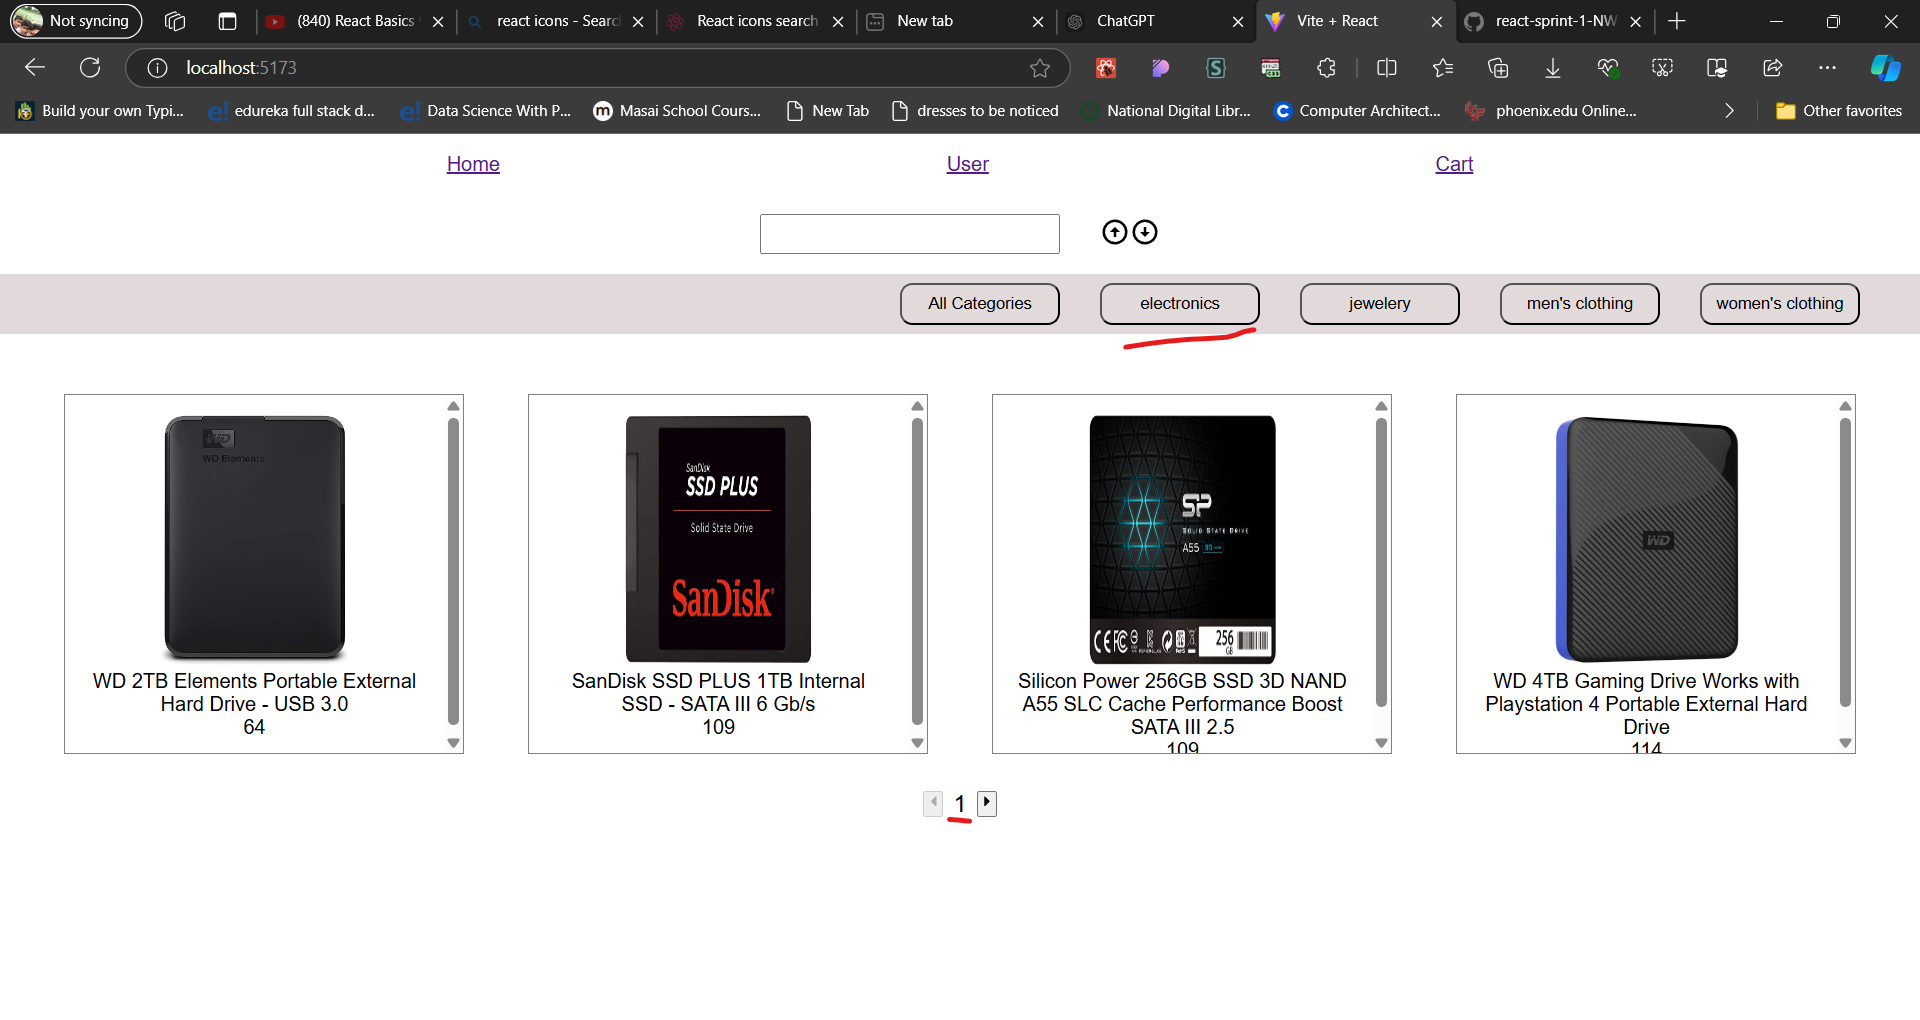 Not syncing
(840) React Basics
react icons - Searc
React icons search
New tab
ChatGPT
Vite + React
react-sprint-1-NW
localhost:5173
Build your own Typi...
edureka full stack d...
Data Science With P...
Masai School Cours...
New Tab
dresses to be noticed
National Digital Libr...
Computer Architect...
phoenix.edu Online...
Other favorites
Home
User
Cart
All Categories
electronics
jewelery
men's clothing
women's clothing
WD
WD Elements
SanDisk
SSD PLUS
Solid State Drive
SanDisk
SP
SOLID STATE DRIVE
A55
256
GB
WD
WD 2TB Elements Portable External
Hard Drive - USB 3.0
64
SanDisk SSD PLUS 1TB Internal
SSD - SATA III 6 Gb/s
109
Silicon Power 256GB SSD 3D NAND
A55 SLC Cache Performance Boost
SATA III 2.5
109
WD 4TB Gaming Drive Works with
Playstation 4 Portable External Hard
Drive
114
1